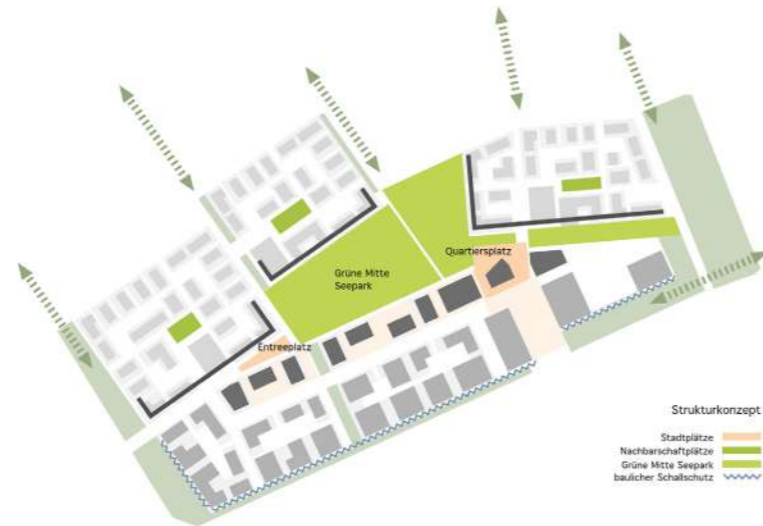 Quartiersplatz
Grüne Mitte
Seepark
Entreeplatz
Strukturkonzept
Stadtplätze
Nachbarschaftplätze
Grüne Mitte Seepark
baulicher Schallschutz